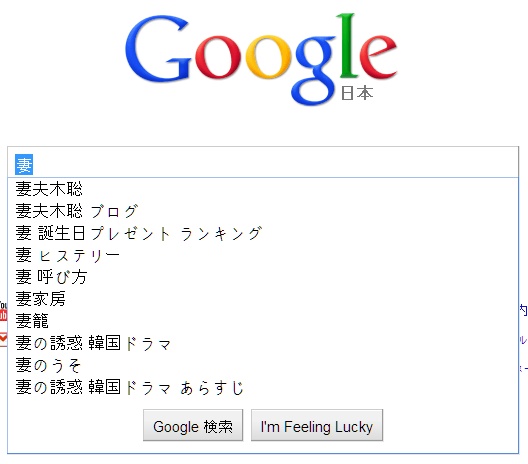 Google
日本
妻
妻夫木聡
妻夫木聡 ブログ
妻 誕生日プレゼント ランキング
妻 ヒステリー
妻 呼び方
妻家房
妻籠
妻の誘惑 韓国ドラマ
妻のうそ
妻の誘惑 韓国ドラマ あらすじ
Google 検索 I'm Feeling Lucky